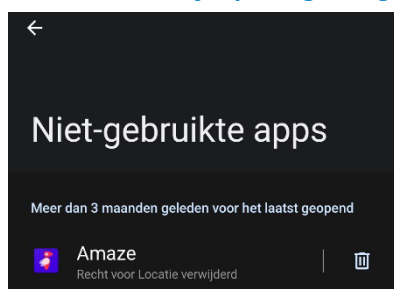 Niet-gebruikte apps
Meer dan 3 maanden geleden voor het laatst geopend
Amaze
Recht voor Locatie verwijderd